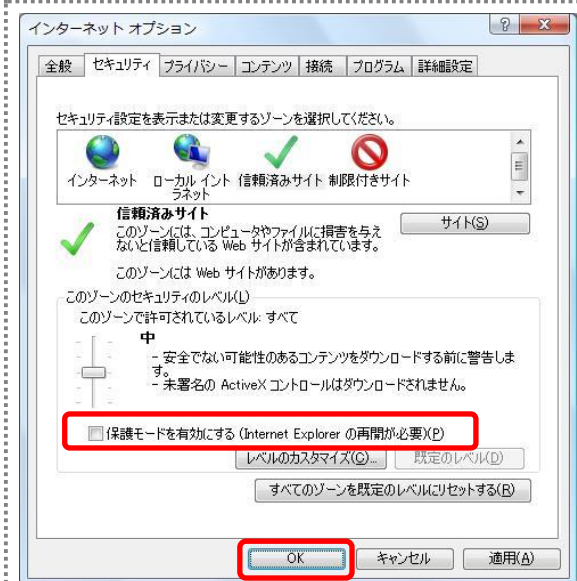 インターネット オプション
全般 セキュリティ プライバシー コンテンツ 接続 プログラム 詳細設定
セキュリティ設定を表示または変更するゾーンを選択してください。
インターネット ローカル イントラネット 信頼済みサイト 制限付きサイト
信頼済みサイト
サイト(S)
このゾーンには、コンピュータやファイルに損害を与え
ないと信頼している Web サイトが含まれています。
このゾーンには Web サイトがあります。
このゾーンのセキュリティのレベル(L)
このゾーンで許可されているレベル: すべて
中
- 安全でない可能性のあるコンテンツをダウンロードする前に警告しま
す。
- 未署名の ActiveX コントロールはダウンロードされません。
保護モードを有効にする (Internet Explorer の再開が必要)(P)
レベルのカスタマイズ(C)... 既定のレベル(D)
すべてのゾーンを既定のレベルにリセットする(R)
OK キャンセル 適用(A)